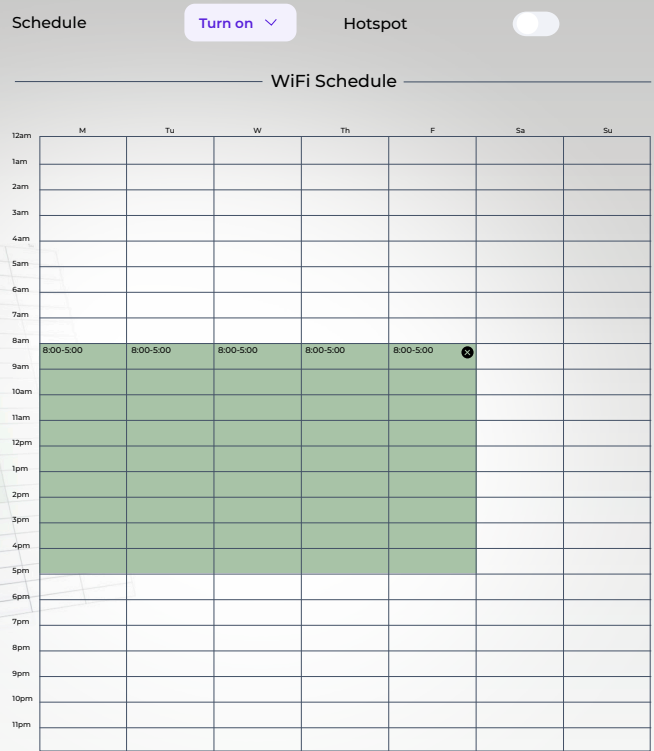 Schedule Turn on Hotspot
WiFi Schedule
M Tu W Th F Sa Su
12am
1am
2am
3am
4am
5am
6am
7am
8am
8:00-5:00 8:00-5:00 8:00-5:00 8:00-5:00 8:00-5:00
9am
10am
11am
12pm
1pm
2pm
3pm
4pm
5pm
6pm
7pm
8pm
9pm
10pm
11pm